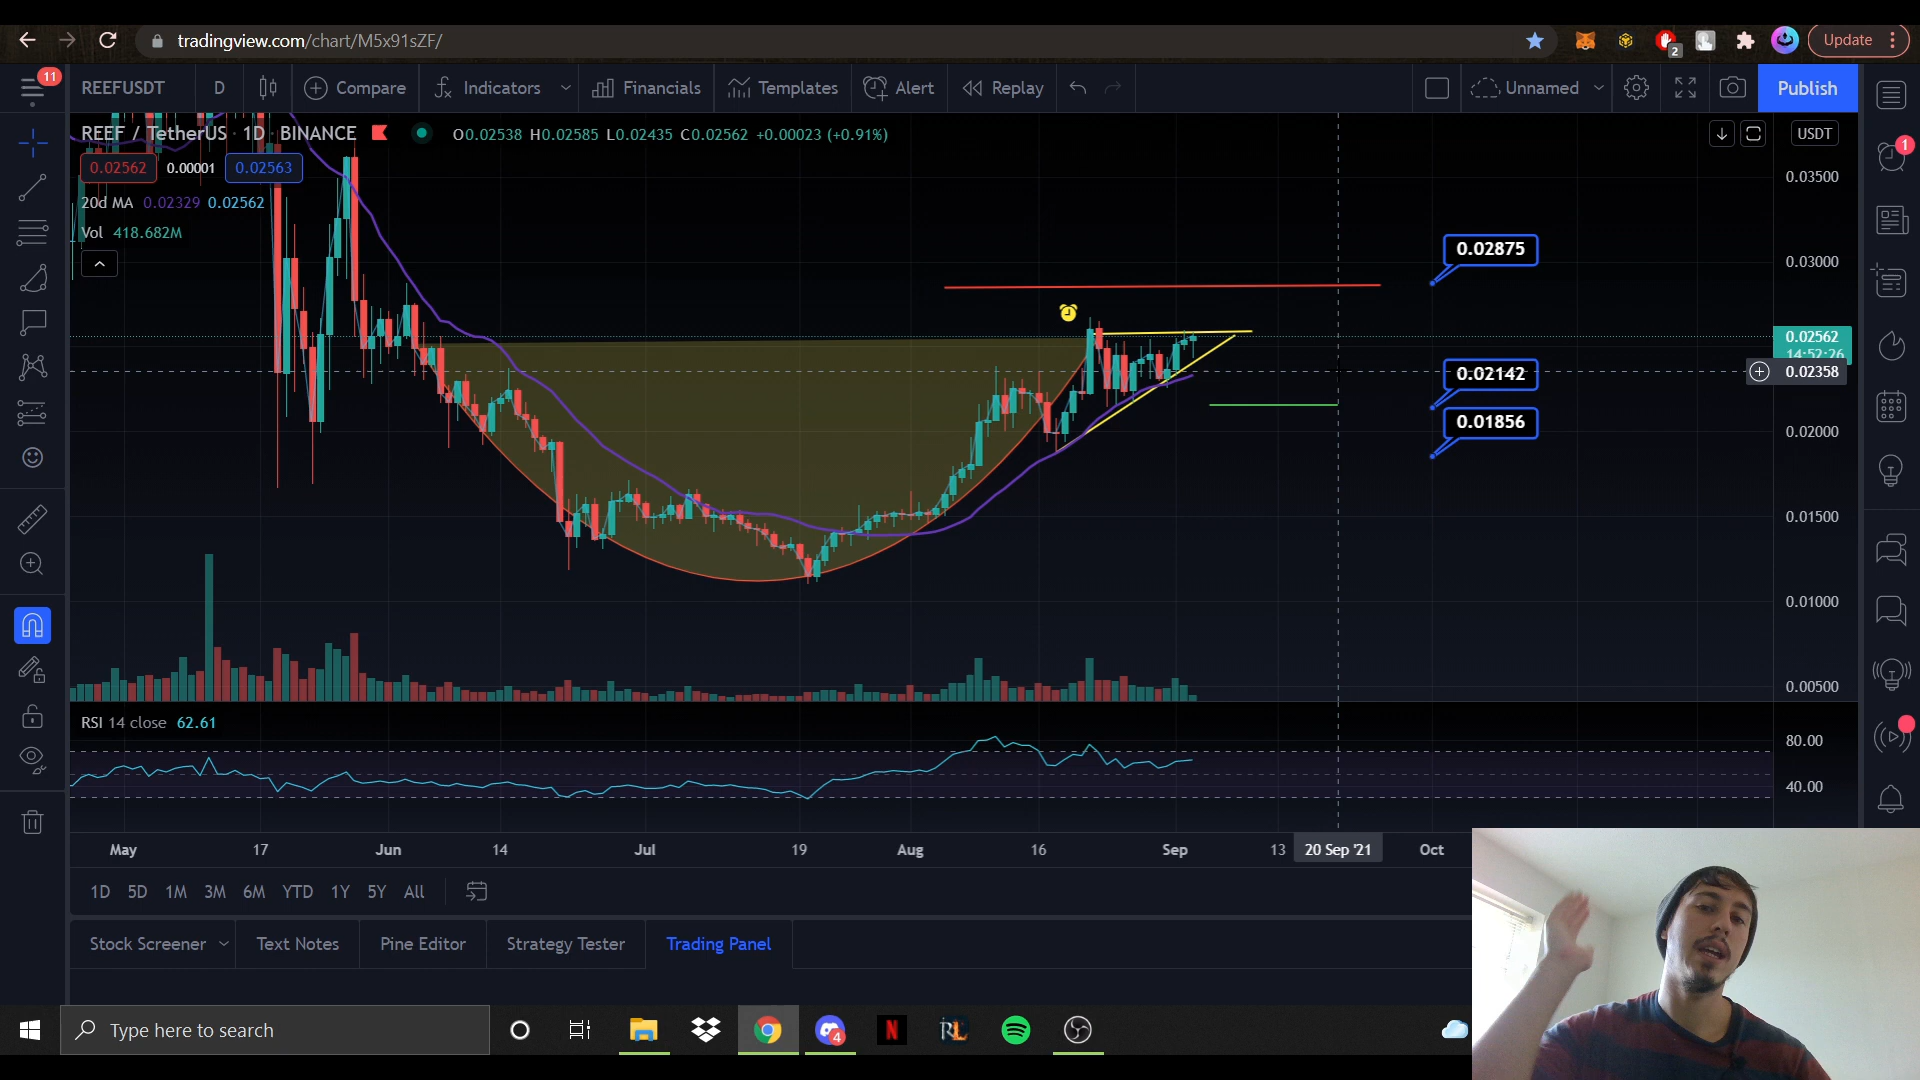 tradingview.com/chart/M5x91sZF/
2
Update
11
REEFUSDT D Compare Indicators Financials Templates Alert Replay Unnamed Publish
REEF / TetherUS · 1D · BINANCE O0.02538 H0.02585 L0.02435 C0.02562 +0.00023 (+0.91%) USDT
1
0.02562 0.00001 0.02563
0.03500
20d MA 0.02329 0.02562
Vol 418.682M
0.02875
0.03000
0.02562
14:52:26
0.02142
0.02358
0.01856
0.02000
0.01500
0.01000
0.00500
RSI 14 close 62.61
80.00
40.00
May 17 Jun 14 Jul 19 Aug 16 Sep 13 20 Sep '21 Oct
1D 5D 1M 3M 6M YTD 1Y 5Y All
Stock Screener Text Notes Pine Editor Strategy Tester Trading Panel
Type here to search
4
N
RL